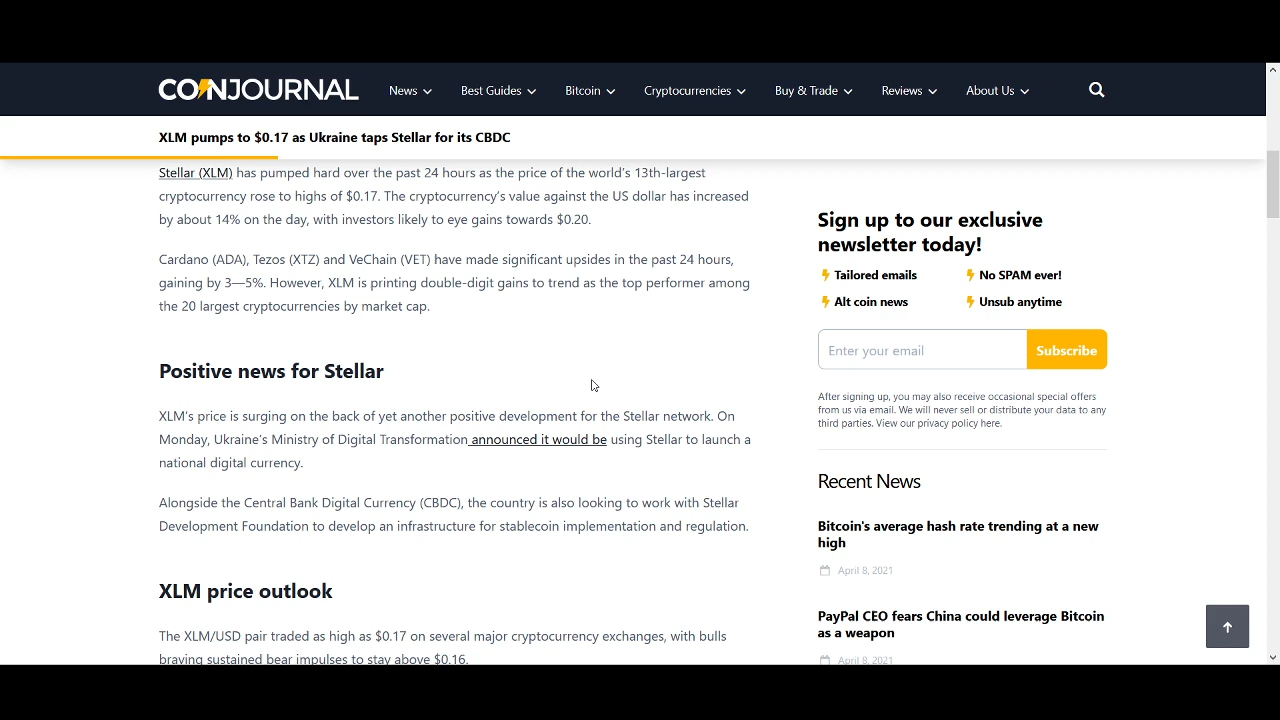 COINJOURNAL
News
Best Guides
Bitcoin
Cryptocurrencies
Buy & Trade
Reviews
About Us
XLM pumps to $0.17 as Ukraine taps Stellar for its CBDC
Stellar (XLM) has pumped hard over the past 24 hours as the price of the world’s 13th-largest
cryptocurrency rose to highs of $0.17. The cryptocurrency’s value against the US dollar has increased
by about 14% on the day, with investors likely to eye gains towards $0.20.
Cardano (ADA), Tezos (XTZ) and VeChain (VET) have made significant upsides in the past 24 hours,
gaining by 3—5%. However, XLM is printing double-digit gains to trend as the top performer among
the 20 largest cryptocurrencies by market cap.
Positive news for Stellar
XLM’s price is surging on the back of yet another positive development for the Stellar network. On
Monday, Ukraine’s Ministry of Digital Transformation announced it would be using Stellar to launch a
national digital currency.
Alongside the Central Bank Digital Currency (CBDC), the country is also looking to work with Stellar
Development Foundation to develop an infrastructure for stablecoin implementation and regulation.
XLM price outlook
The XLM/USD pair traded as high as $0.17 on several major cryptocurrency exchanges, with bulls
braving sustained bear impulses to stay above $0.16.
Sign up to our exclusive
newsletter today!
Tailored emails
No SPAM ever!
Alt coin news
Unsub anytime
Enter your email
Subscribe
After signing up, you may also receive occasional special offers
from us via email. We will never sell or distribute your data to any
third parties. View our privacy policy here.
Recent News
Bitcoin's average hash rate trending at a new
high
April 8, 2021
PayPal CEO fears China could leverage Bitcoin
as a weapon
April 8, 2021